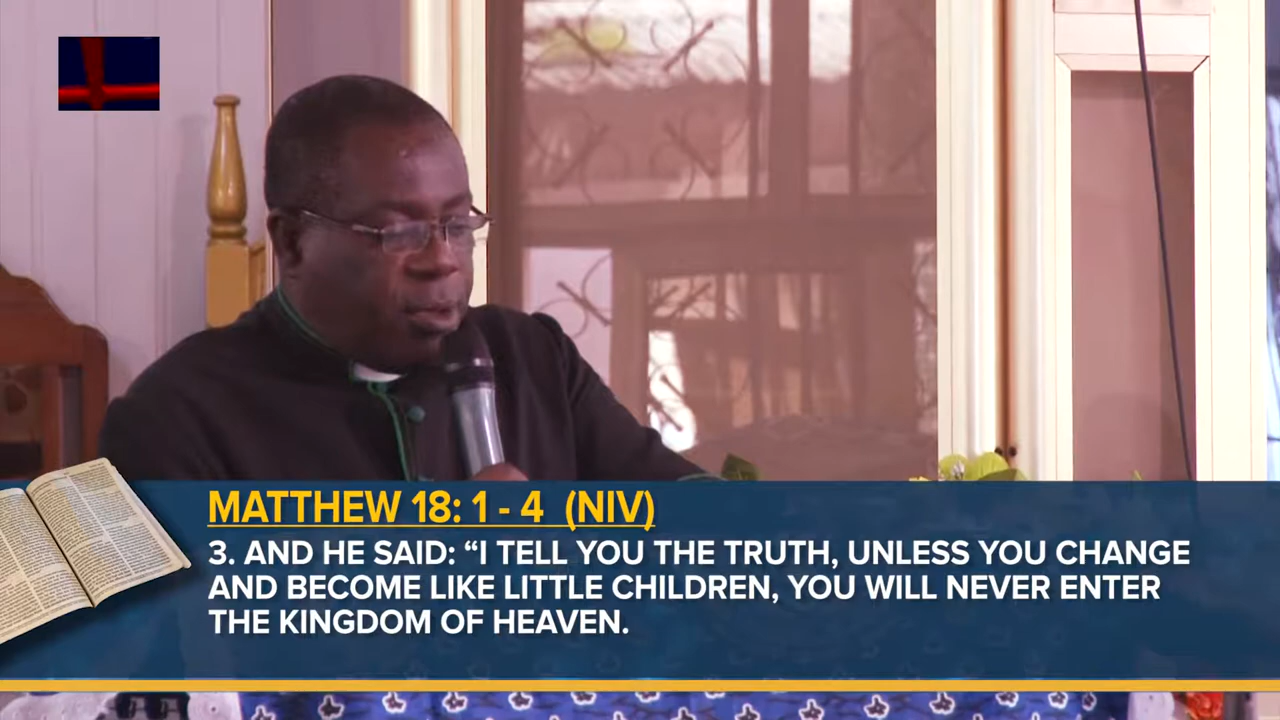 MATTHEW 18: 1 - 4 (NIV)
3. AND HE SAID: “I TELL YOU THE TRUTH, UNLESS YOU CHANGE
AND BECOME LIKE LITTLE CHILDREN, YOU WILL NEVER ENTER
THE KINGDOM OF HEAVEN.